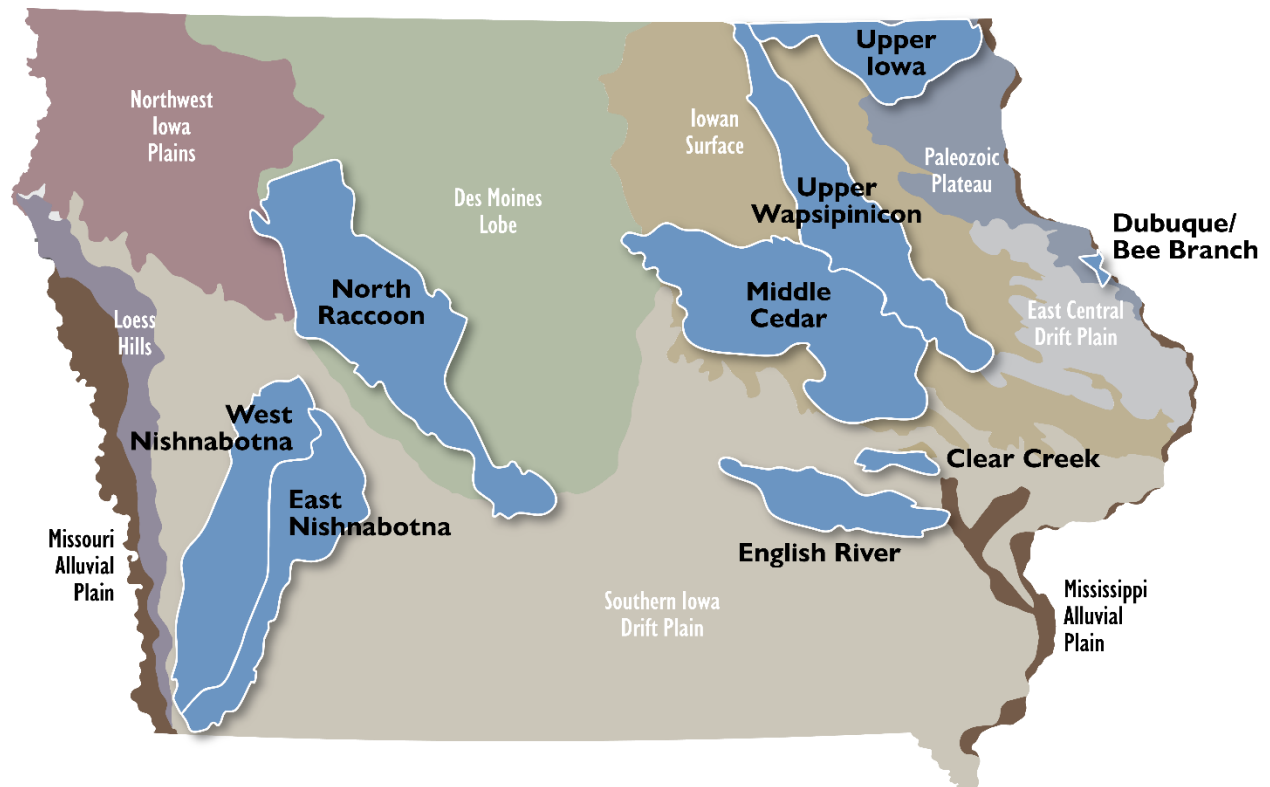 Upper
Iowa
Northwest
Iowa
Plains
Iowan
Surface
Paleozoic
Plateau
Des Moines
Lobe
Upper
Wapsipinicon
Dubuque/
Bee Branch
North
Raccoon
Middle
Cedar
East Central
Drift Plain
Loess
Hills
West
Nishnabotna
Clear Creek
East
Nishnabotna
English River
Missouri
Alluvial
Plain
Southern Iowa
Drift Plain
Mississippi
Alluvial
Plain